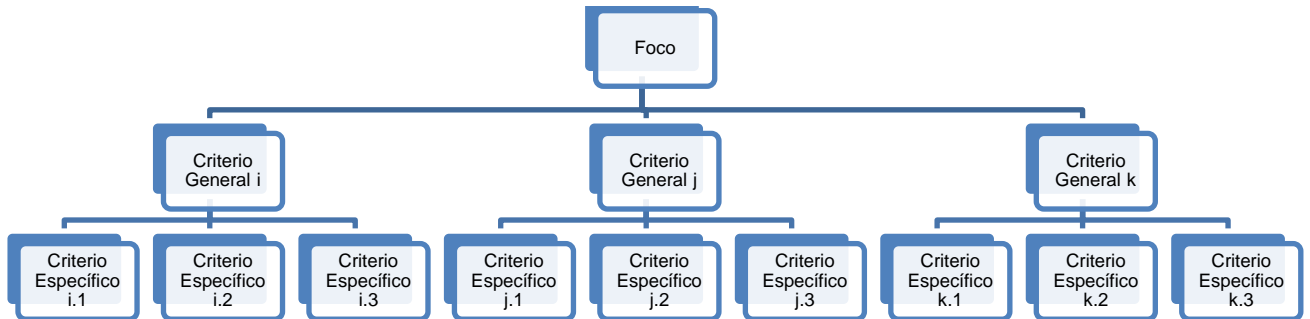 Foco
Criterio
General i
Criterio
General j
Criterio
General k
Criterio
Específico
i.1
Criterio
Específico
i.2
Criterio
Específico
i.3
Criterio
Específico
j.1
Criterio
Específico
j.2
Criterio
Específico
j.3
Criterio
Específico
k.1
Criterio
Específico
k.2
Criterio
Específico
k.3